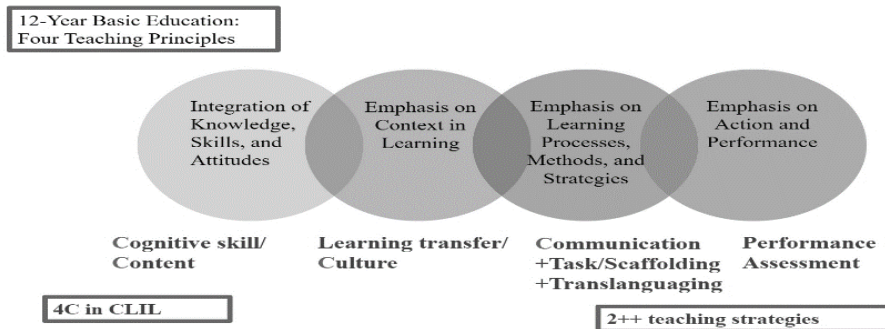 12-Year Basic Education:
Four Teaching Principles
Integration of
Knowledge,
Skills, and
Attitudes
Emphasis on
Context in
Learning
Emphasis on
Learning
Processes,
Methods, and
Strategies
Emphasis on
Action and
Performance
Cognitive skill/
Content
Learning transfer/
Culture
Communication
+Task/Scaffolding
+Translanguaging
Performance
Assessment
4C in CLIL
2++ teaching strategies